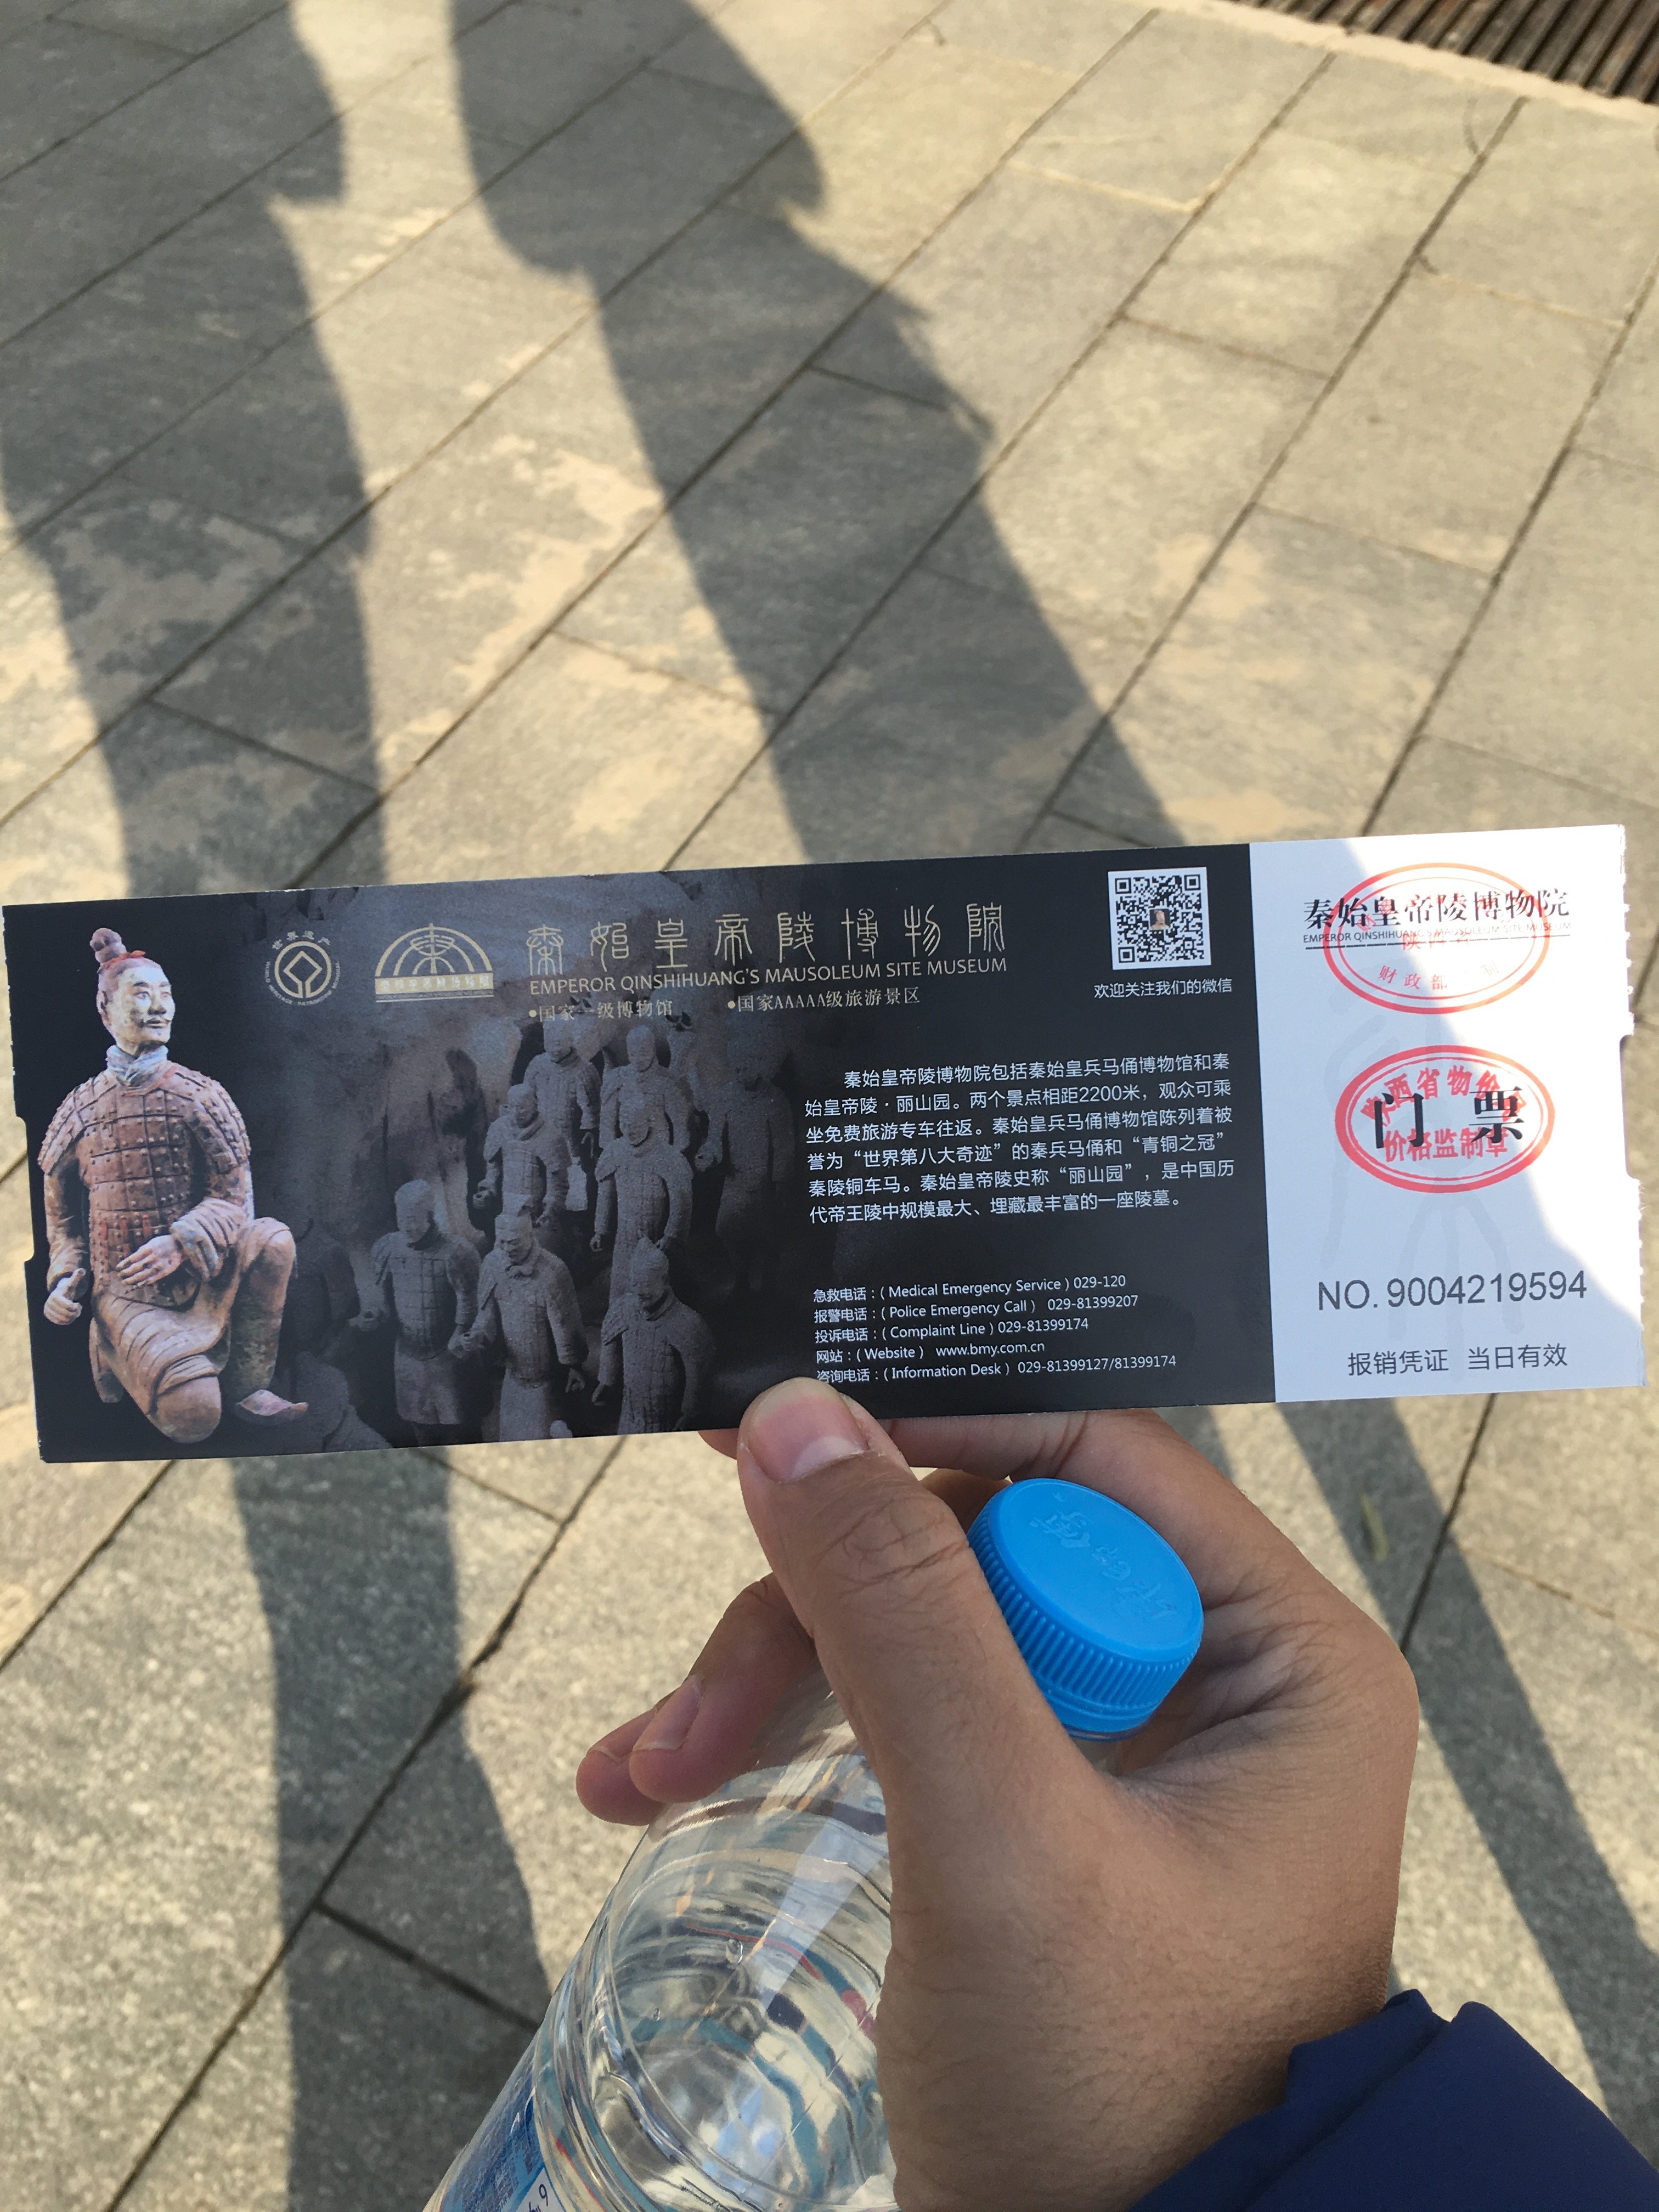 世界遗产
秦始皇帝陵博物院
EMPEROR QINSHIHUANG'S MAUSOLEUM SITE MUSEUM
•国家一级博物馆 •国家AAAAA级旅游景区
欢迎关注我们的微信
秦始皇帝陵博物院包括秦始皇兵马俑博物馆和秦
始皇帝陵·丽山园。两个景点相距2200米，观众可乘
坐免费旅游专车往返。秦始皇兵马俑博物馆陈列着被
誉为“世界第八大奇迹”的秦兵马俑和“青铜之冠”
秦陵铜车马。秦始皇帝陵史称“丽山园”，是中国历
代帝王陵中规模最大、埋藏最丰富的一座陵墓。
急救电话：( Medical Emergency Service ) 029-120
报警电话：( Police Emergency Call ) 029-81399207
投诉电话：( Complaint Line ) 029-81399174
网站：( Website ) www.bmy.com.cn
咨询电话：( Information Desk ) 029-81399127/81399174
秦始皇帝陵博物院
EMPEROR QINSHIHUANG'S MAUSOLEUM SITE MUSEUM
财政部
陕西省物价
门 票
价格监制章
NO. 9004219594
报销凭证 当日有效